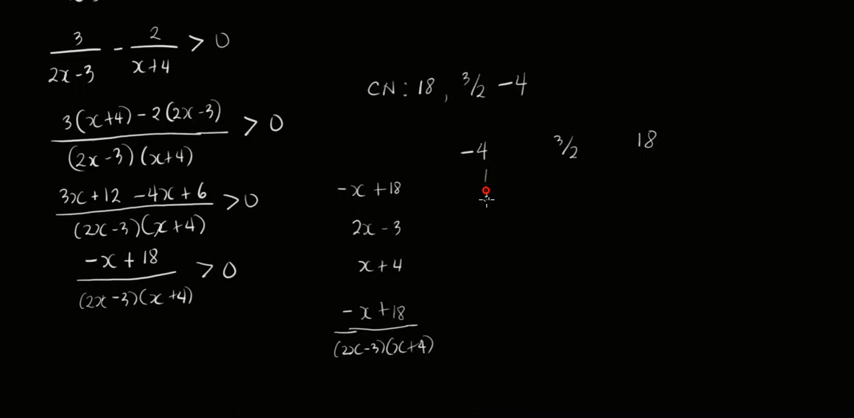 3/(2x-3) - 2/(x+4) > 0
(3(x+4) - 2(2x-3))/((2x-3)(x+4)) > 0
(3x+12 -4x+6)/((2x-3)(x+4)) > 0
(-x+18)/((2x-3)(x+4)) > 0
CN: 18, 3/2 -4
-4 3/2 18
-x+18
2x-3
x+4
(-x+18)/((2x-3)(x+4))